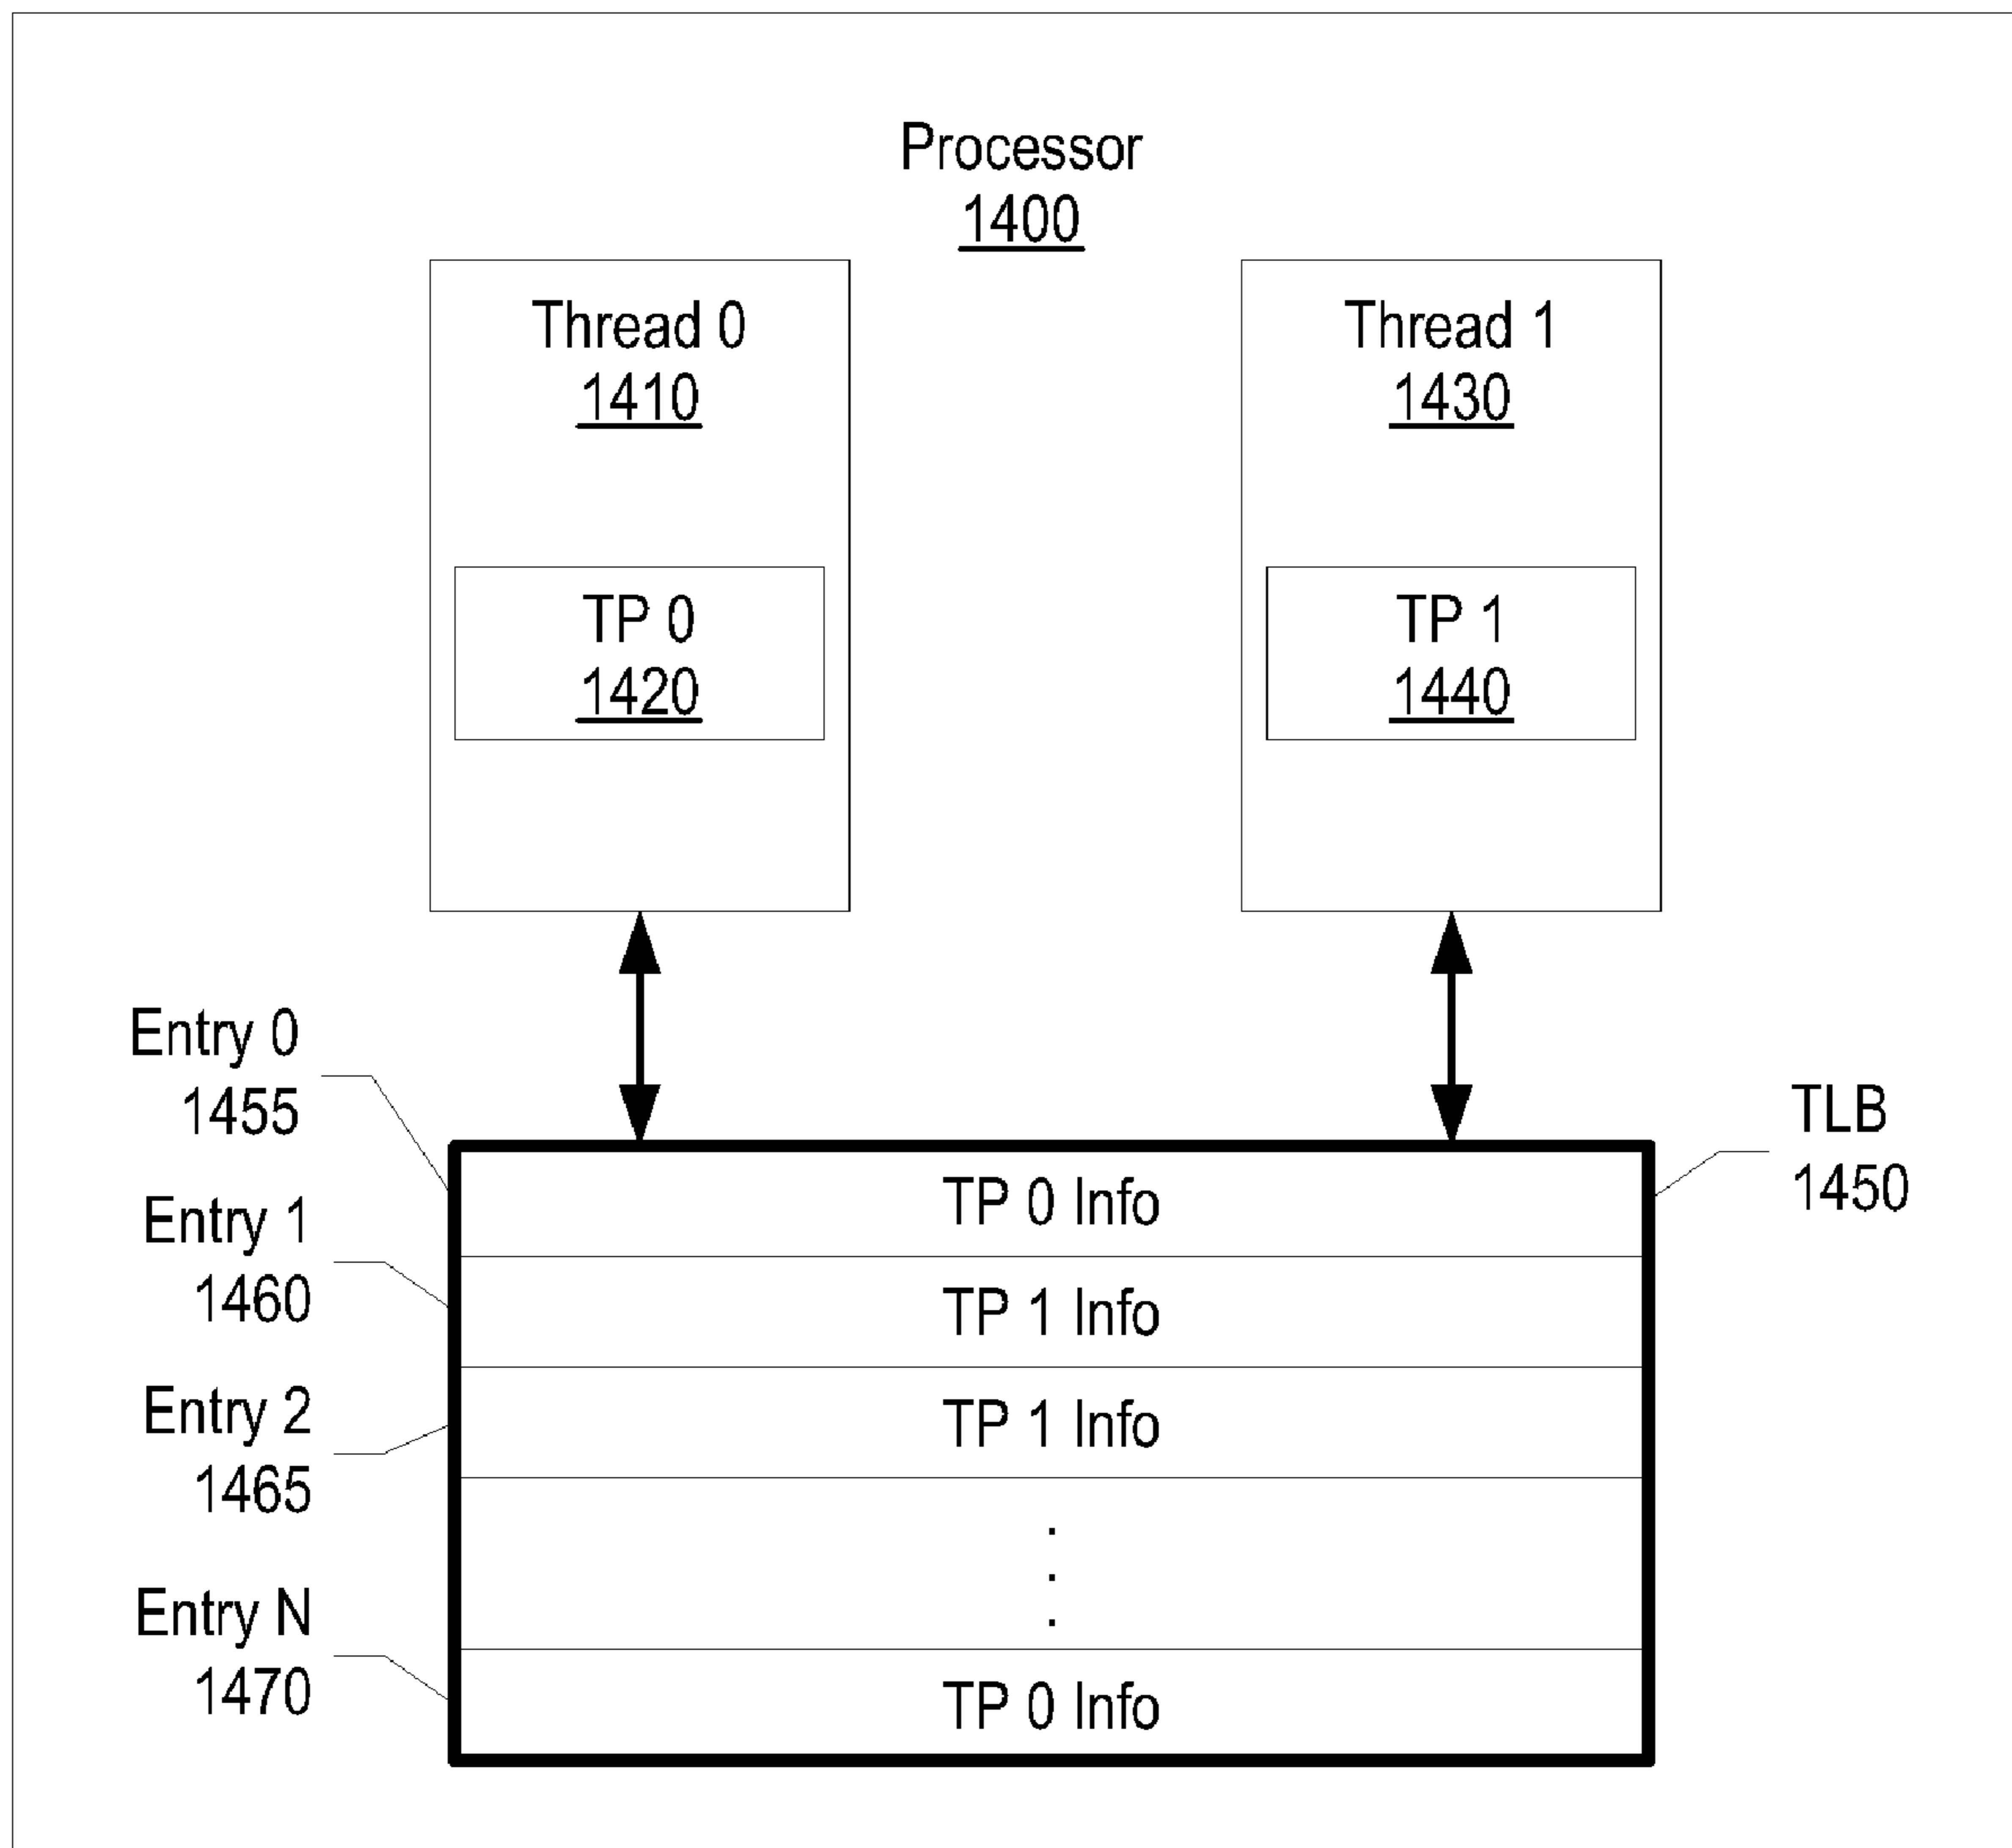 Processor
1400
Thread 0
1410
Thread 1
1430
TP 0
1420
TP 1
1440
Entry 0
1455
TLB
1450
TP 0 Info
Entry 1
1460
TP 1 Info
Entry 2
1465
TP 1 Info
.
.
.
Entry N
1470
TP 0 Info